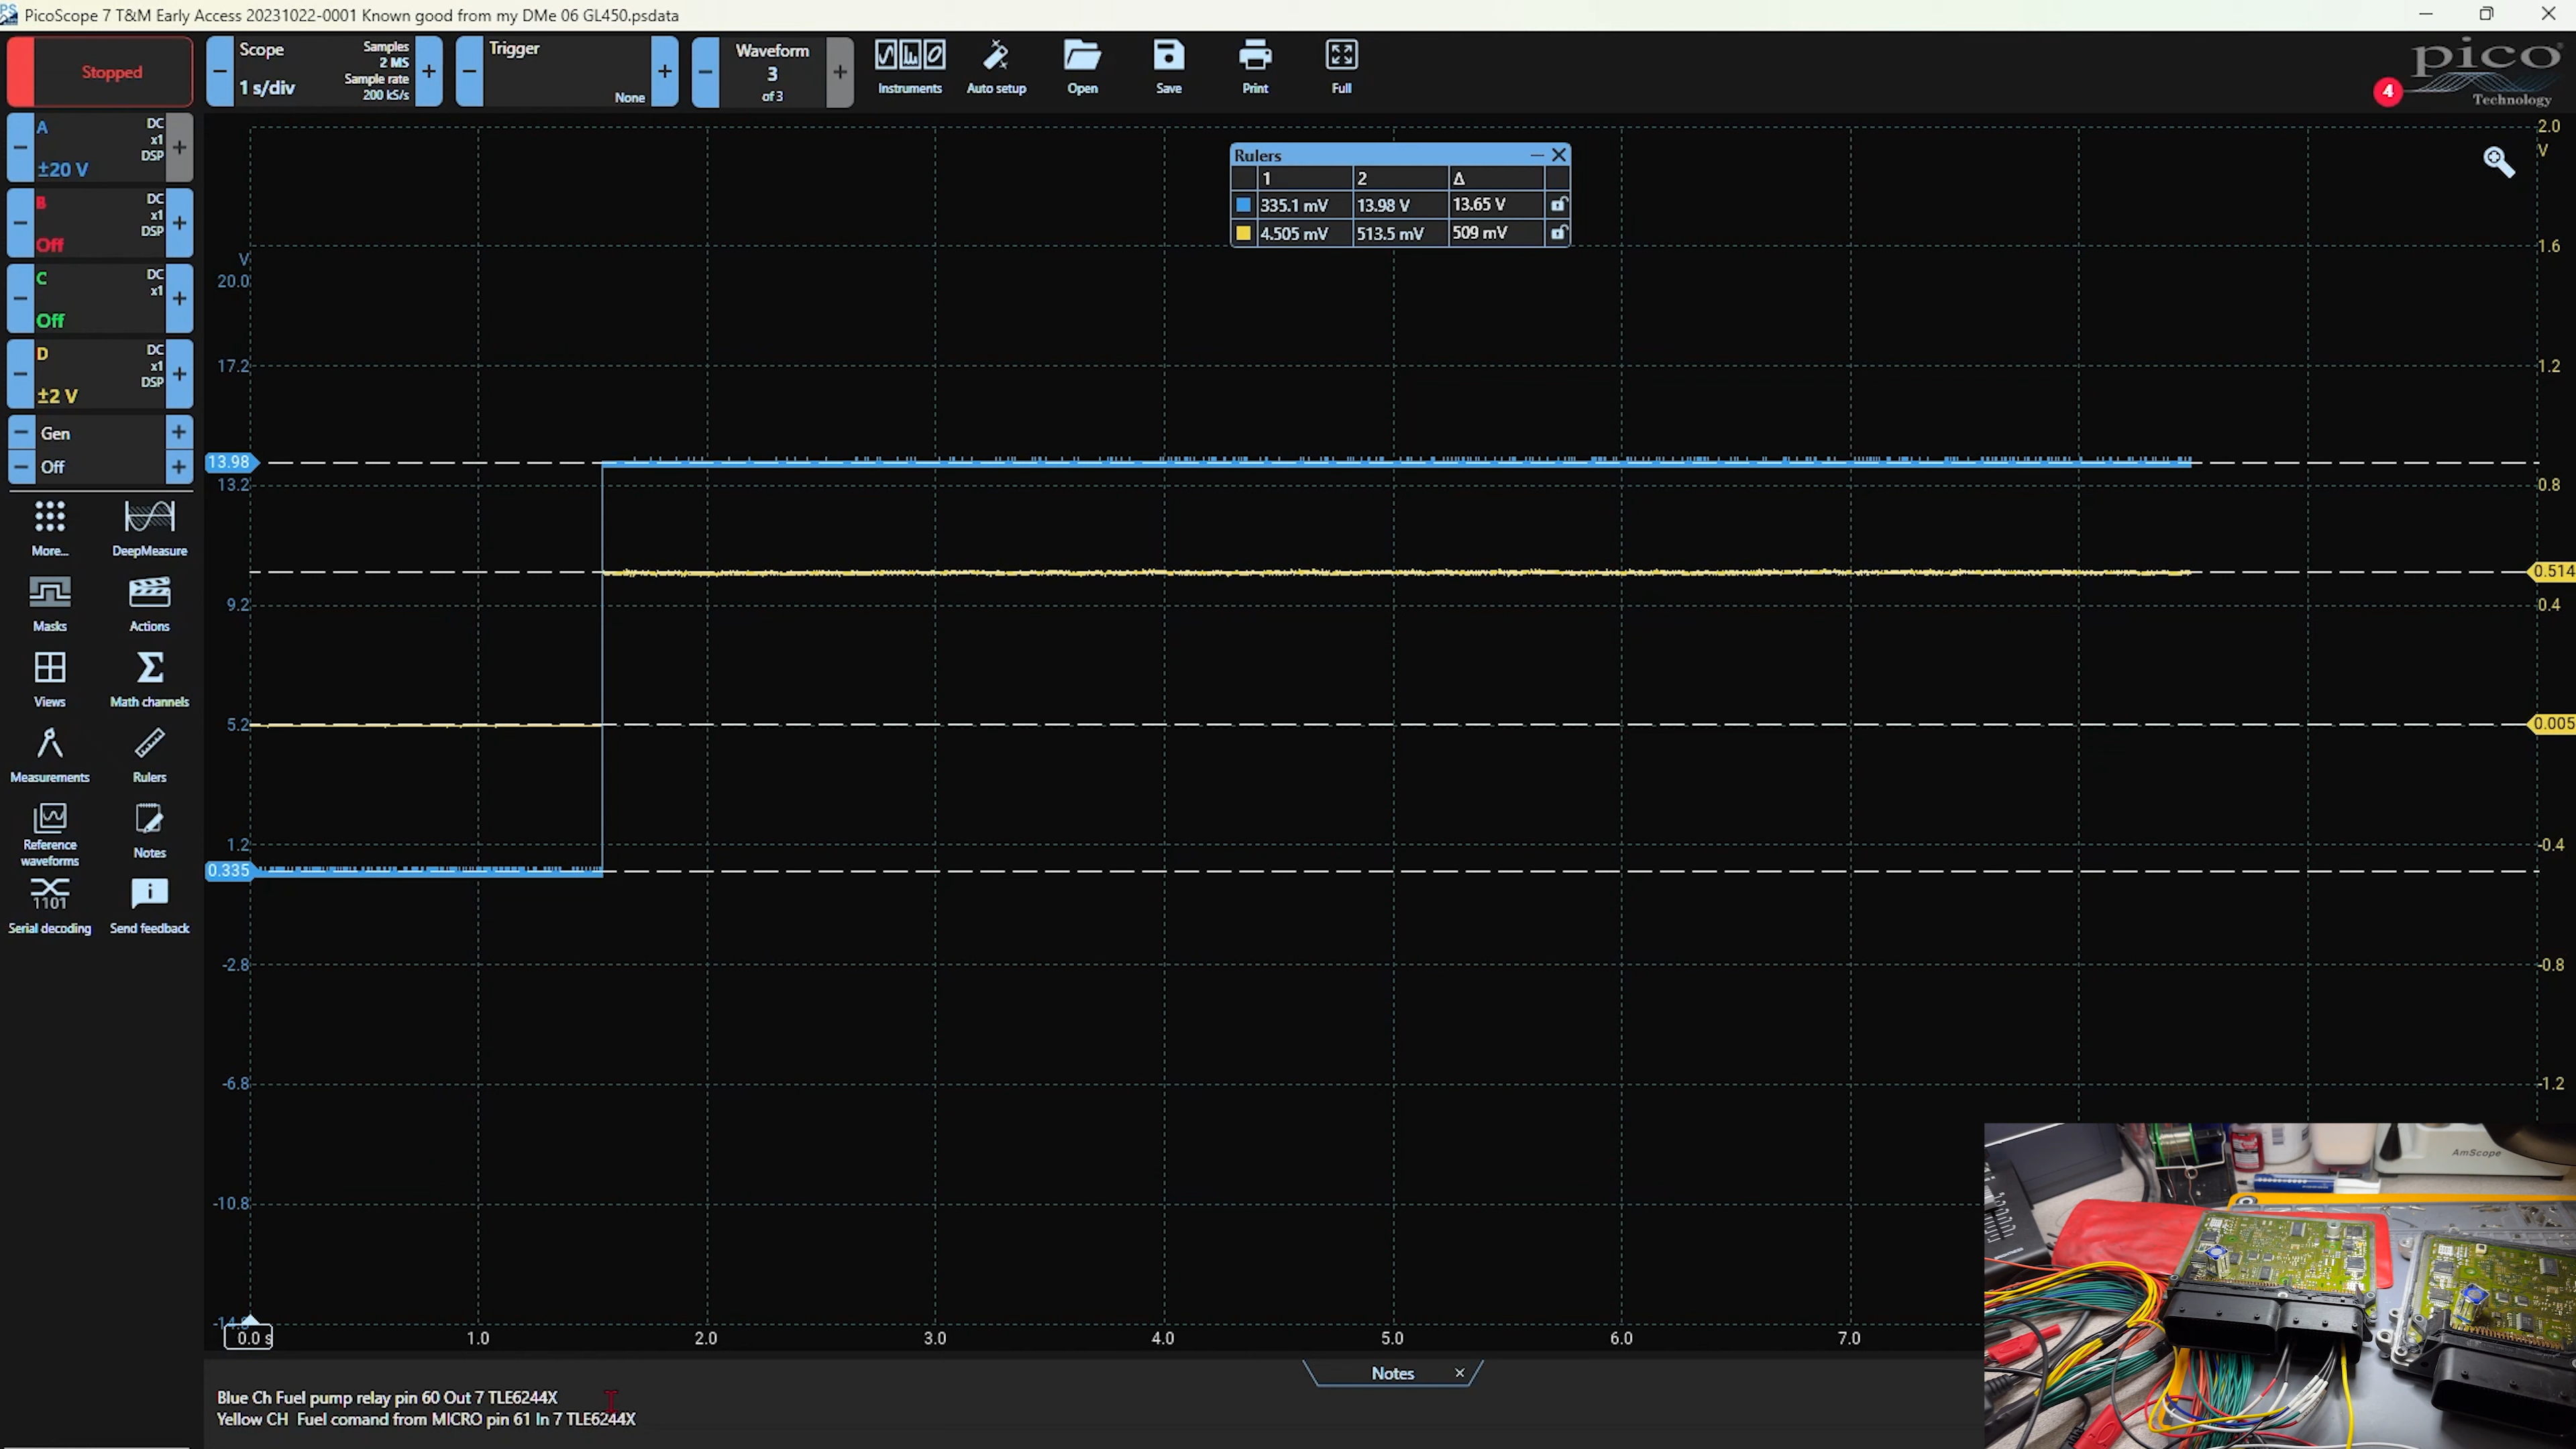 PicoScope 7 T&M Early Access 20231022-0001 Known good from my DMe 06 GL450.psdata
Stopped
Scope
1 s/div
Samples
2 MS
Sample rate
200 kS/s
Trigger
None
Waveform
3
of 3
Instruments
Auto setup
Open
Save
Print
Full
4
pico
Technology
A
DC
x1
DSP
±20 V
B
DC
x1
DSP
Off
C
DC
x1
Off
D
DC
x1
DSP
±2 V
Gen
Off
More...
DeepMeasure
Masks
Actions
Views
Math channels
Measurements
Rulers
Reference waveforms
Notes
1101
Serial decoding
Send feedback
Rulers
1 2 Δ
335.1 mV 13.98 V 13.65 V
4.505 mV 513.5 mV 509 mV
V
20.0
17.2
13.98
13.2
9.2
5.2
1.2
0.335
-2.8
-6.8
-10.8
-14.8
2.0
V
1.6
1.2
0.8
0.514
0.4
0.005
-0.4
-0.8
-1.2
0.0 s
1.0
2.0
3.0
4.0
5.0
6.0
7.0
Notes
Blue Ch Fuel pump relay pin 60 Out 7 TLE6244X
Yellow CH Fuel comand from MICRO pin 61 In 7 TLE6244X
AmScope